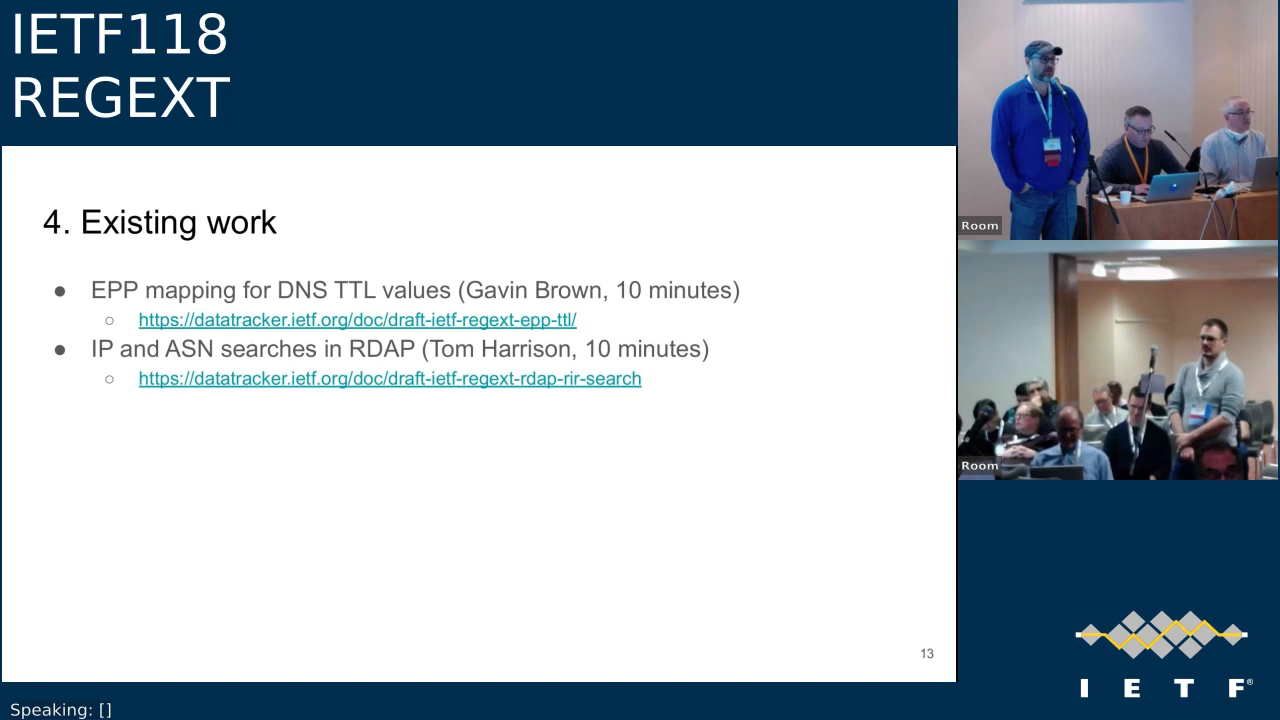 IETF118
REGEXT
4. Existing work
● EPP mapping for DNS TTL values (Gavin Brown, 10 minutes)
○ https://datatracker.ietf.org/doc/draft-ietf-regext-epp-ttl/
● IP and ASN searches in RDAP (Tom Harrison, 10 minutes)
○ https://datatracker.ietf.org/doc/draft-ietf-regext-rdap-rir-search
13
Room
Room
I E T F®
Speaking: []